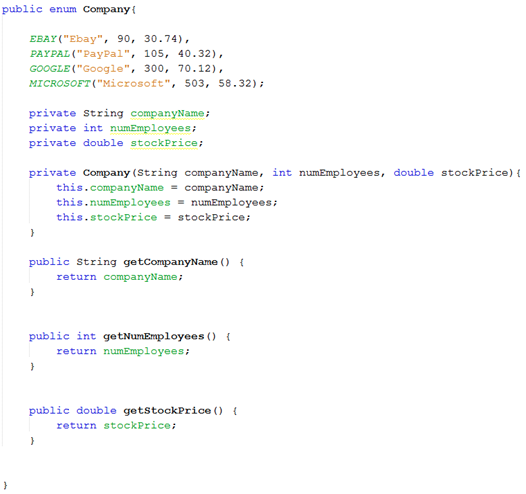 public enum Company{
EBAY("Ebay", 90, 30.74),
PAYPAL("PayPal", 105, 40.32),
GOOGLE("Google", 300, 70.12),
MICROSOFT("Microsoft", 503, 58.32);
private String companyName;
private int numEmployees;
private double stockPrice;
private Company(String companyName, int numEmployees, double stockPrice){
this.companyName = companyName;
this.numEmployees = numEmployees;
this.stockPrice = stockPrice;
}
public String getCompanyName() {
return companyName;
}
public int getNumEmployees() {
return numEmployees;
}
public double getStockPrice() {
return stockPrice;
}
}